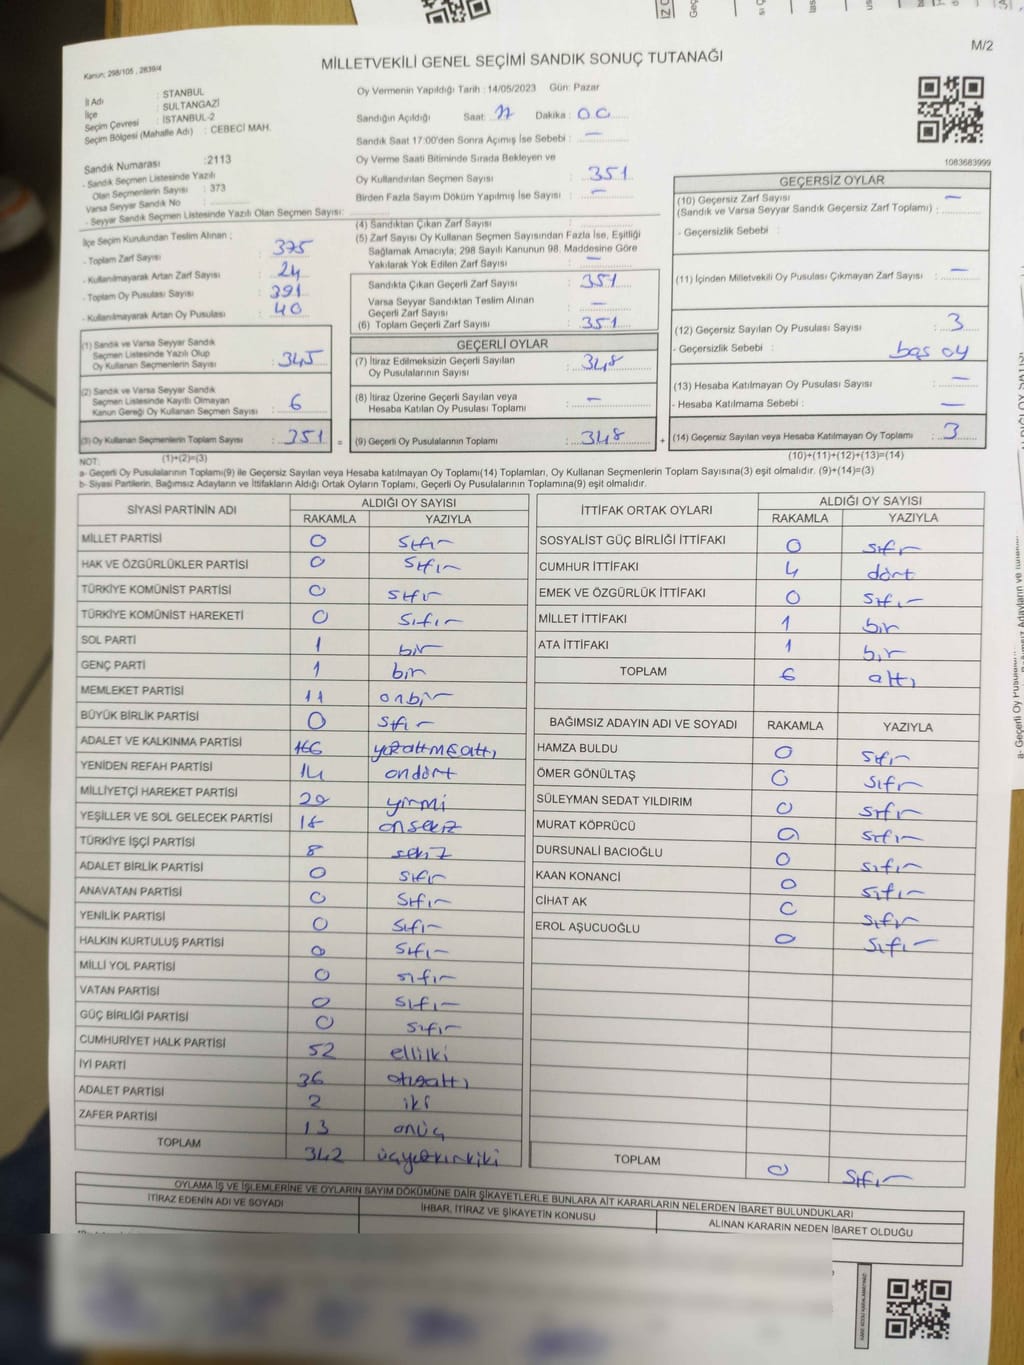 M/2
MİLLETVEKİLİ GENEL SEÇİMİ SANDIK SONUÇ TUTANAĞI
Kanun: 298/105 , 2839/4
İl Adı : STANBUL
İlçe : SULTANGAZİ
Seçim Çevresi : İSTANBUL-2
Seçim Bölgesi (Mahalle Adı) : CEBECİ MAH.
Sandık Numarası :2113
- Sandık Seçmen Listesinde Yazılı
Olan Seçmenlerin Sayısı : 373
Varsa Seyyar Sandık No
- Seyyar Sandık Seçmen Listesinde Yazılı Olan Seçmen Sayısı:
Oy Vermenin Yapıldığı Tarih : 14/05/2023 Gün: Pazar
Sandığın Açıldığı Saat: 17 Dakika : 00
Sandık Saat 17:00'den Sonra Açımış İse Sebebi : —
Oy Verme Saati Bitiminde Sırada Bekleyen ve
Oy Kullandırılan Seçmen Sayısı : 351
Birden Fazla Sayım Döküm Yapılmış İse Sayısı : —
1083683999
İlçe Seçim Kurulundan Teslim Alınan ;
- Toplam Zarf Sayısı : 375
- Kullanılmayarak Artan Zarf Sayısı : 24
- Toplam Oy Pusulası Sayısı : 391
- Kullanılmayarak Artan Oy Pusulası : 40
(4) Sandıktan Çıkan Zarf Sayısı
(5) Zarf Sayısı Oy Kullanan Seçmen Sayısından Fazla İse, Eşitliği
Sağlamak Amacıyla; 298 Sayılı Kanunun 98. Maddesine Göre
Yakılarak Yok Edilen Zarf Sayısı : —
Sandıkta Çıkan Geçerli Zarf Sayısı : 351
Varsa Seyyar Sandıktan Teslim Alınan
Geçerli Zarf Sayısı : —
(6) Toplam Geçerli Zarf Sayısı : 351
GEÇERSİZ OYLAR
(10) Geçersiz Zarf Sayısı
(Sandık ve Varsa Seyyar Sandık Geçersiz Zarf Toplamı) : —
- Geçersizlik Sebebi :
(11) İçinden Milletvekili Oy Pusulası Çıkmayan Zarf Sayısı : —
(12) Geçersiz Sayılan Oy Pusulası Sayısı : 3
- Geçersizlik Sebebi : boş oy
(13) Hesaba Katılmayan Oy Pusulası Sayısı : —
- Hesaba Katılmama Sebebi : —
(14) Geçersiz Sayılan veya Hesaba Katılmayan Oy Toplamı : 3
(10)+(11)+(12)+(13)=(14)
(1) Sandık ve Varsa Seyyar Sandık
Seçmen Listesinde Yazılı Olup
Oy Kullanan Seçmenlerin Sayısı : 345
(2) Sandık ve Varsa Seyyar Sandık
Seçmen Listesinde Kayıtlı Olmayan
Kanun Gereği Oy Kullanan Seçmen Sayısı : 6
(3) Oy Kullanan Seçmenlerin Toplam Sayısı : 351 =
(1)+(2)=(3)
GEÇERLİ OYLAR
(7) İtiraz Edilmeksizin Geçerli Sayılan
Oy Pusulalarının Sayısı : 348
(8) İtiraz Üzerine Geçerli Sayılan veya
Hesaba Katılan Oy Pusulası Toplamı : —
(9) Geçerli Oy Pusulalarının Toplamı : 348 +
NOT:
a- Geçerli Oy Pusulalarının Toplamı(9) ile Geçersiz Sayılan veya Hesaba katılmayan Oy Toplamı(14) Toplamları, Oy Kullanan Seçmenlerin Toplam Sayısına(3) eşit olmalıdır. (9)+(14)=(3)
b- Siyasi Partilerin, Bağımsız Adayların ve İttifakların Aldığı Ortak Oyların Toplamı, Geçerli Oy Pusulalarının Toplamına(9) eşit olmalıdır.
SİYASİ PARTİNİN ADI ALDIĞI OY SAYISI
RAKAMLA YAZIYLA
MİLLET PARTİSİ 0 sıfır
HAK VE ÖZGÜRLÜKLER PARTİSİ 0 sıfır
TÜRKİYE KOMÜNİST PARTİSİ 0 sıfır
TÜRKİYE KOMÜNİST HAREKETİ 0 sıfır
SOL PARTİ 1 bir
GENÇ PARTİ 1 bir
MEMLEKET PARTİSİ 11 onbir
BÜYÜK BİRLİK PARTİSİ 0 sıfır
ADALET VE KALKINMA PARTİSİ 166
YENİDEN REFAH PARTİSİ 14 ondört
MİLLİYETÇİ HAREKET PARTİSİ 20 yirmi
YEŞİLLER VE SOL GELECEK PARTİSİ 18 onsekiz
TÜRKİYE İŞÇİ PARTİSİ 8 sekiz
ADALET BİRLİK PARTİSİ 0 sıfır
ANAVATAN PARTİSİ 0 sıfır
YENİLİK PARTİSİ 0 sıfır
HALKIN KURTULUŞ PARTİSİ 0 sıfır
MİLLİ YOL PARTİSİ 0 sıfır
VATAN PARTİSİ 0 sıfır
GÜÇ BİRLİĞİ PARTİSİ 0 sıfır
CUMHURİYET HALK PARTİSİ 52 elliiki
İYİ PARTİ 36 otuzaltı
ADALET PARTİSİ 2 iki
ZAFER PARTİSİ 13 onüç
TOPLAM 342 üçyüzkırkiki
İTTİFAK ORTAK OYLARI ALDIĞI OY SAYISI
RAKAMLA YAZIYLA
SOSYALİST GÜÇ BİRLİĞİ İTTİFAKI 0 sıfır
CUMHUR İTTİFAKI 4 dört
EMEK VE ÖZGÜRLÜK İTTİFAKI 0 sıfır
MİLLET İTTİFAKI 1 bir
ATA İTTİFAKI 1 bir
TOPLAM 6 altı
BAĞIMSIZ ADAYIN ADI VE SOYADI RAKAMLA YAZIYLA
HAMZA BULDU 0 sıfır
ÖMER GÖNÜLTAŞ 0 sıfır
SÜLEYMAN SEDAT YILDIRIM 0 sıfır
MURAT KÖPRÜCÜ 0 sıfır
DURSUNALİ BACIOĞLU 0 sıfır
KAAN KONANCİ 0 sıfır
CİHAT AK 0 sıfır
EROL AŞUCUOĞLU 0 sıfır
TOPLAM 0 sıfır
OYLAMA İŞ VE İŞLEMLERİNE VE OYLARIN SAYIM DÖKÜMÜNE DAİR ŞİKAYETLERLE BUNLARA AİT KARARLARIN NELERDEN İBARET BULUNDUKLARI
İTİRAZ EDENİN ADI VE SOYADI İHBAR, İTİRAZ VE ŞİKAYETİN KONUSU ALINAN KARARIN NEDEN İBARET OLDUĞU